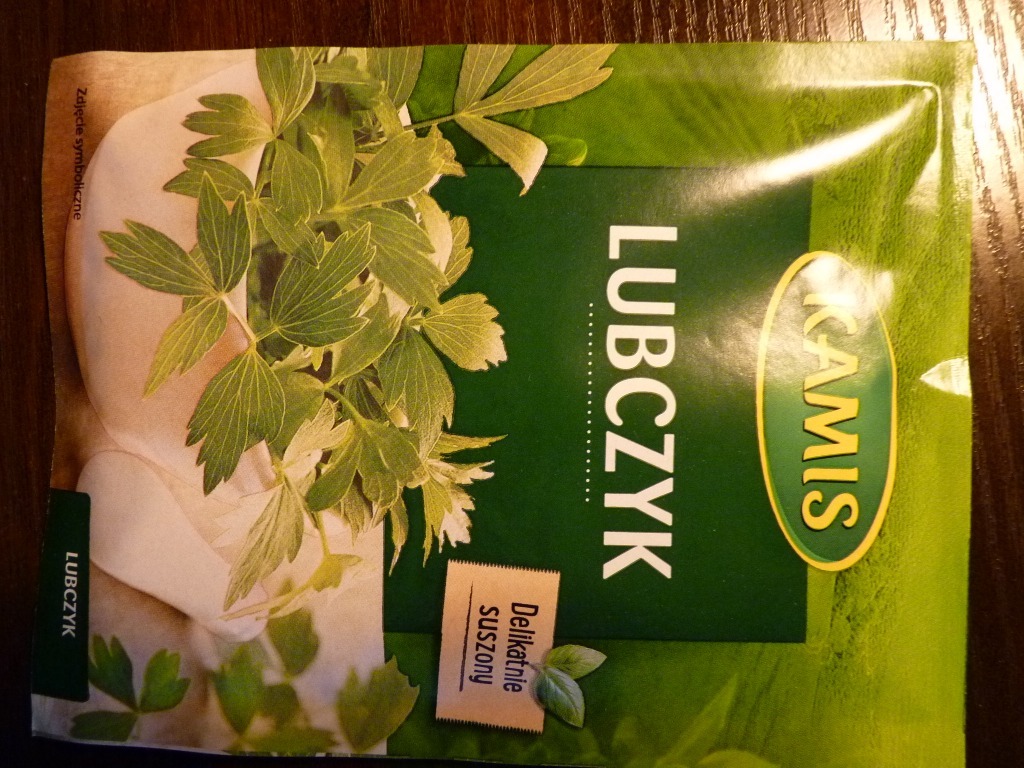 KAMIS
LUBCZYK
Delikatnie
suszony
LUBCZYK
Zdjęcie symboliczne